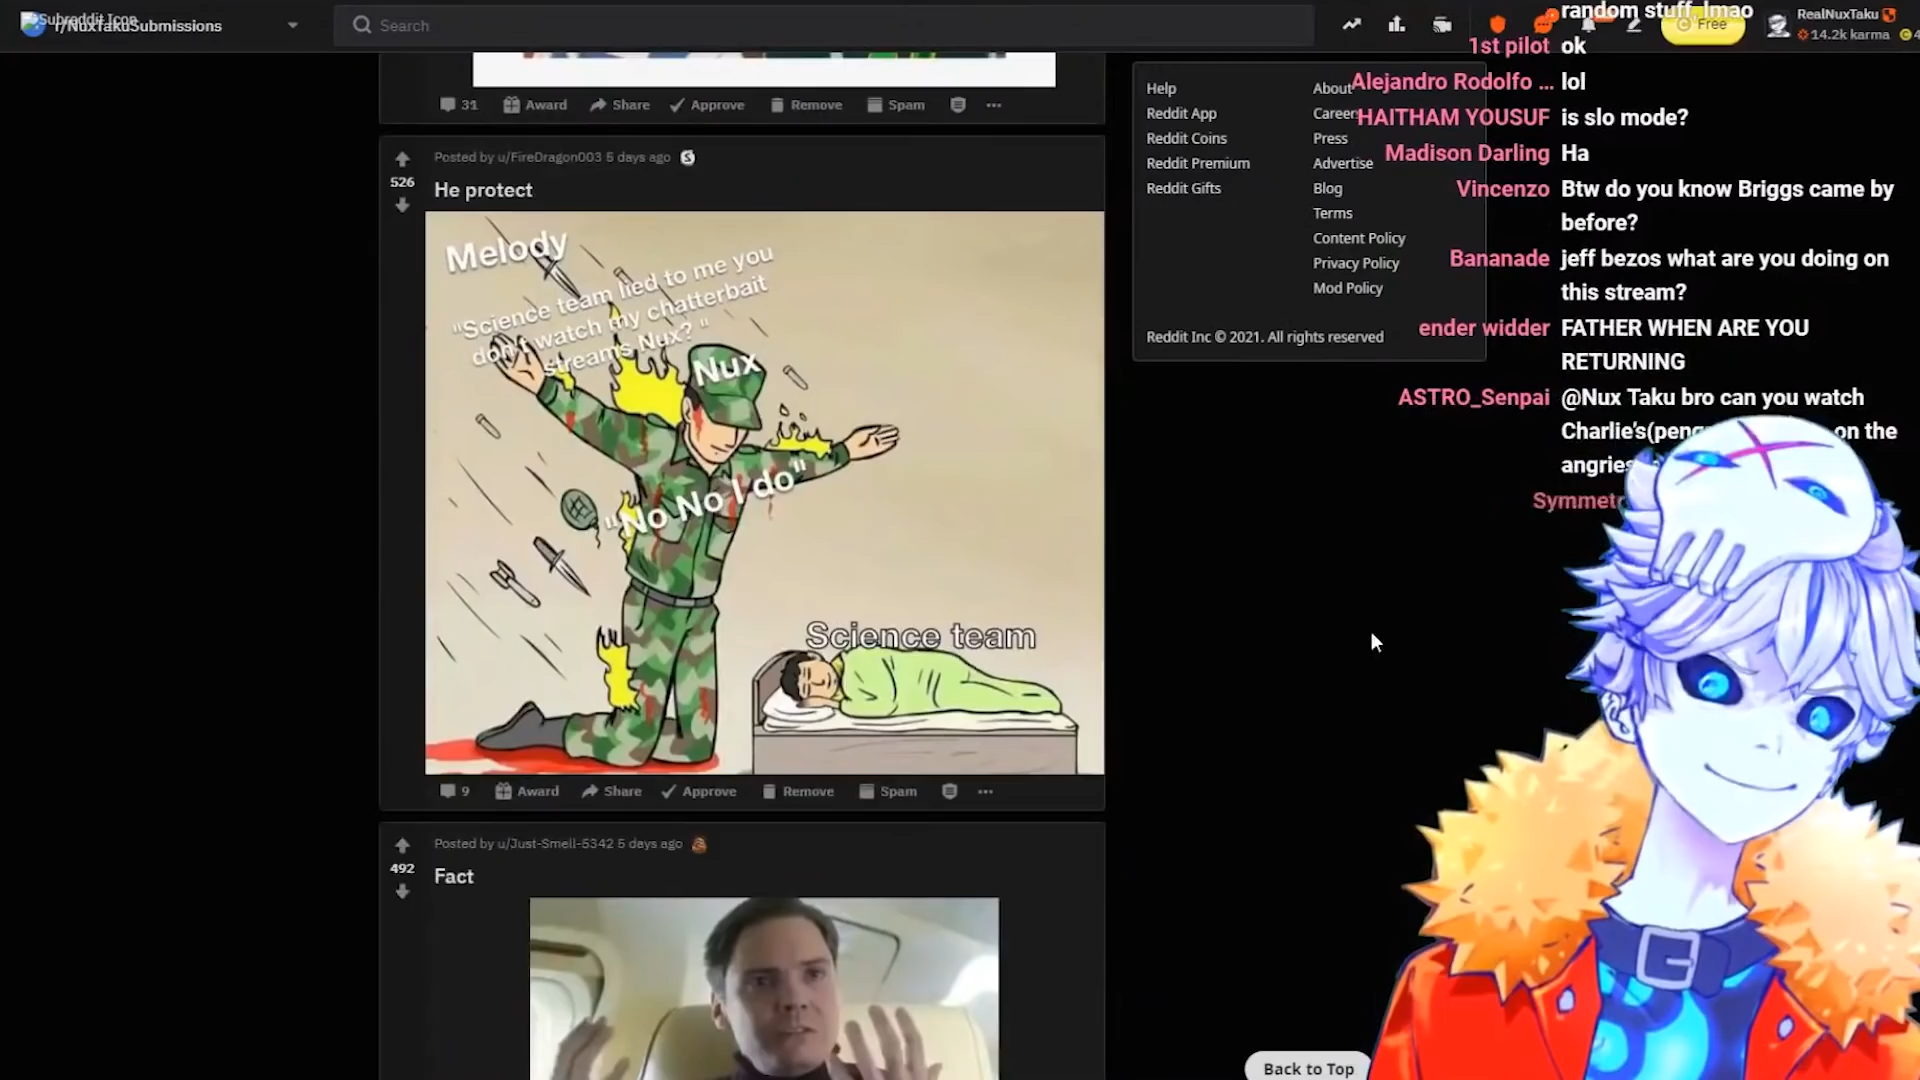 Subreddit Icon
r/NuxTakuSubmissions
Search
Free
RealNuxTaku
14.2k karma
31
Award
Share
Approve
Remove
Spam
Posted by u/FireDragon003 5 days ago
526
He protect
Melody
"Science team lied to me you
don't watch my chatterbait
streams Nux? "
Nux
"No No I do"
Science team
9
Award
Share
Approve
Remove
Spam
Posted by u/Just-Smell-5342 5 days ago
492
Fact
Help
Reddit App
Reddit Coins
Reddit Premium
Reddit Gifts
About
Careers
Press
Advertise
Blog
Terms
Content Policy
Privacy Policy
Mod Policy
Reddit Inc © 2021. All rights reserved
Back to Top
random stuff lmao
1st pilot ok
Alejandro Rodolfo ... lol
HAITHAM YOUSUF is slo mode?
Madison Darling Ha
Vincenzo Btw do you know Briggs came by
before?
Bananade jeff bezos what are you doing on
this stream?
ender widder FATHER WHEN ARE YOU
RETURNING
ASTRO_Senpai @Nux Taku bro can you watch
Charlie's on the